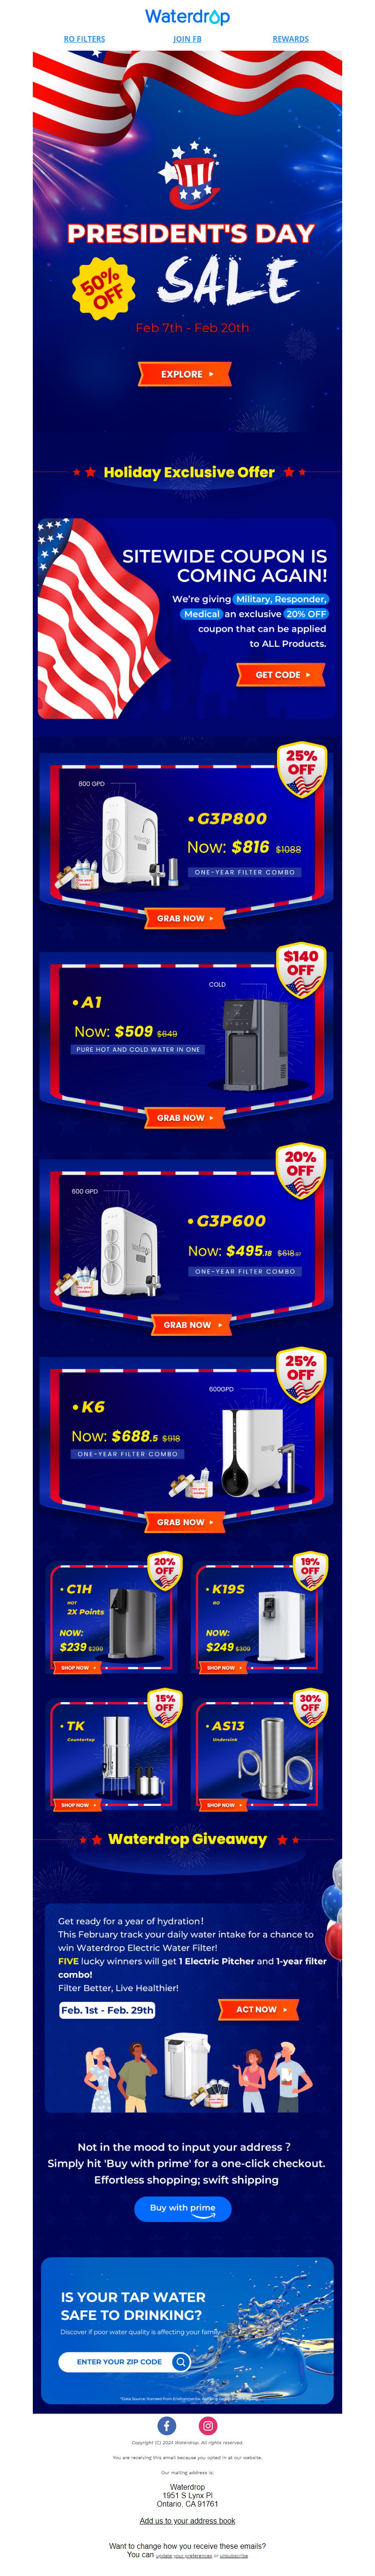 Waterdrop
RO FILTERS JOIN FB REWARDS
PRESIDENT'S DAY
50% OFF
SALE
Feb 7th - Feb 20th
EXPLORE
Holiday Exclusive Offer
SITEWIDE COUPON IS
COMING AGAIN!
We're giving Military, Responder,
Medical an exclusive 20% OFF
coupon that can be applied
to ALL Products.
GET CODE
25%
OFF
800 GPD
• G3P800
Now: $816 $1088
ONE-YEAR FILTER COMBO
GRAB NOW
$140
OFF
COLD
• A1
Now: $509 $649
PURE HOT AND COLD WATER IN ONE
GRAB NOW
20%
OFF
600 GPD
• G3P600
Now: $495.18 $618.97
ONE-YEAR FILTER COMBO
GRAB NOW
25%
OFF
600GPD
• K6
Now: $688.5 $918
ONE-YEAR FILTER COMBO
GRAB NOW
20%
OFF
• C1H
HOT
2X Points
NOW:
$239 $299
SHOP NOW
19%
OFF
• K19S
RO
NOW:
$249 $309
SHOP NOW
15%
OFF
• TK
Countertop
SHOP NOW
30%
OFF
• AS13
Undersink
SHOP NOW
Waterdrop Giveaway
Get ready for a year of hydration!
This February track your daily water intake for a chance to
win Waterdrop Electric Water Filter!
FIVE lucky winners will get 1 Electric Pitcher and 1-year filter
combo!
Filter Better, Live Healthier!
Feb. 1st - Feb. 29th
ACT NOW
Not in the mood to input your address ?
Simply hit 'Buy with prime' for a one-click checkout.
Effortless shopping; swift shipping
Buy with prime
IS YOUR TAP WATER
SAFE TO DRINKING?
Discover if poor water quality is affecting your family
ENTER YOUR ZIP CODE
*Data Source: licensed from Environmental Working
Copyright (C) 2024 Waterdrop. All rights reserved.
You are receiving this email because you opted in at our website.
Our mailing address is:
Waterdrop
1951 S Lynx Pl
Ontario, CA 91761
Add us to your address book
Want to change how you receive these emails?
You can update your preferences or unsubscribe